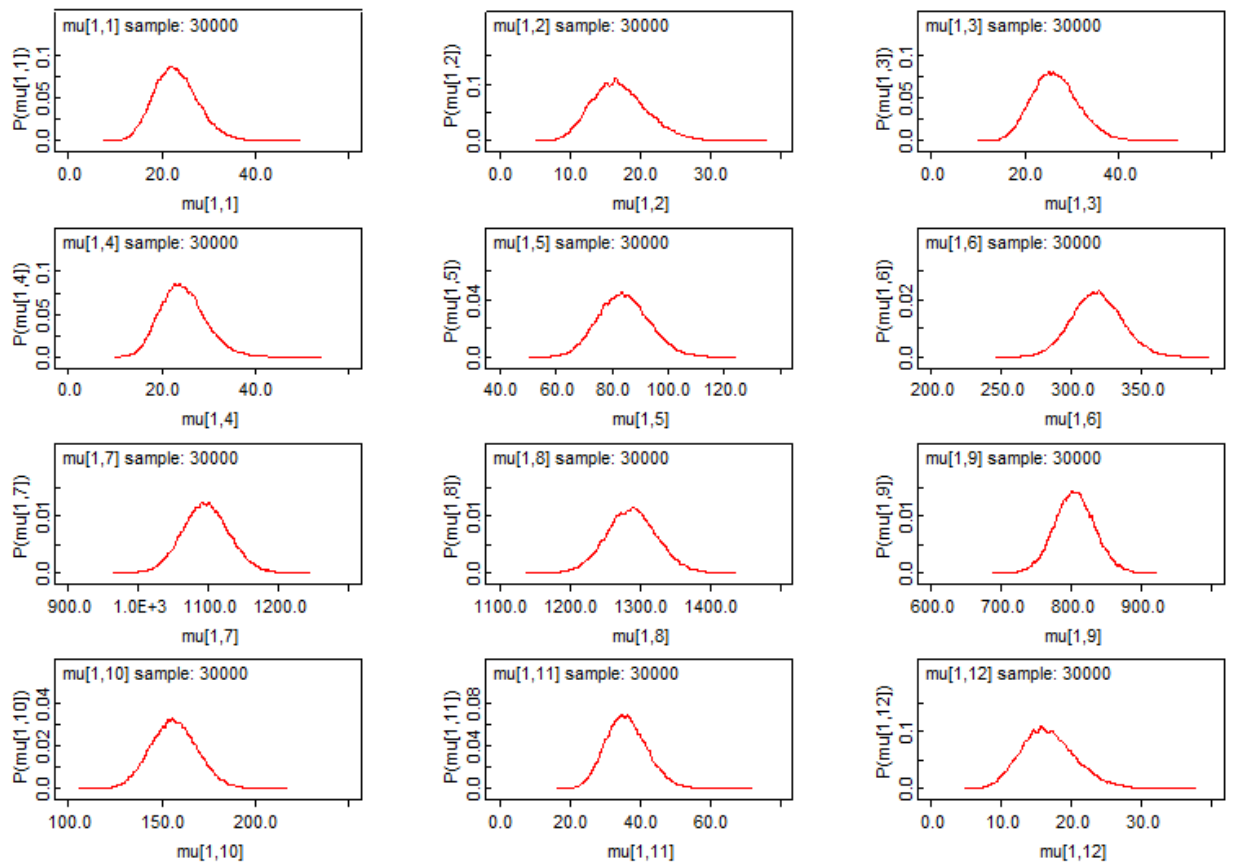 mu[1,1] sample: 30000
P(mu[1,1])
0.0 0.05 0.1
0.0 20.0 40.0
mu[1,1]
mu[1,2] sample: 30000
P(mu[1,2])
0.0 0.1
0.0 10.0 20.0 30.0
mu[1,2]
mu[1,3] sample: 30000
P(mu[1,3])
0.0 0.05 0.1
0.0 20.0 40.0
mu[1,3]
mu[1,4] sample: 30000
P(mu[1,4])
0.0 0.05 0.1
0.0 20.0 40.0
mu[1,4]
mu[1,5] sample: 30000
P(mu[1,5])
0.0 0.04
40.0 60.0 80.0 100.0 120.0
mu[1,5]
mu[1,6] sample: 30000
P(mu[1,6])
0.0 0.02
200.0 250.0 300.0 350.0
mu[1,6]
mu[1,7] sample: 30000
P(mu[1,7])
0.0 0.01
900.0 1.0E+3 1100.0 1200.0
mu[1,7]
mu[1,8] sample: 30000
P(mu[1,8])
0.0 0.01
1100.0 1200.0 1300.0 1400.0
mu[1,8]
mu[1,9] sample: 30000
P(mu[1,9])
0.0 0.01
600.0 700.0 800.0 900.0
mu[1,9]
mu[1,10] sample: 30000
P(mu[1,10])
0.0 0.02 0.04
100.0 150.0 200.0
mu[1,10]
mu[1,11] sample: 30000
P(mu[1,11])
0.0 0.04 0.08
0.0 20.0 40.0 60.0
mu[1,11]
mu[1,12] sample: 30000
P(mu[1,12])
0.0 0.1
0.0 10.0 20.0 30.0
mu[1,12]